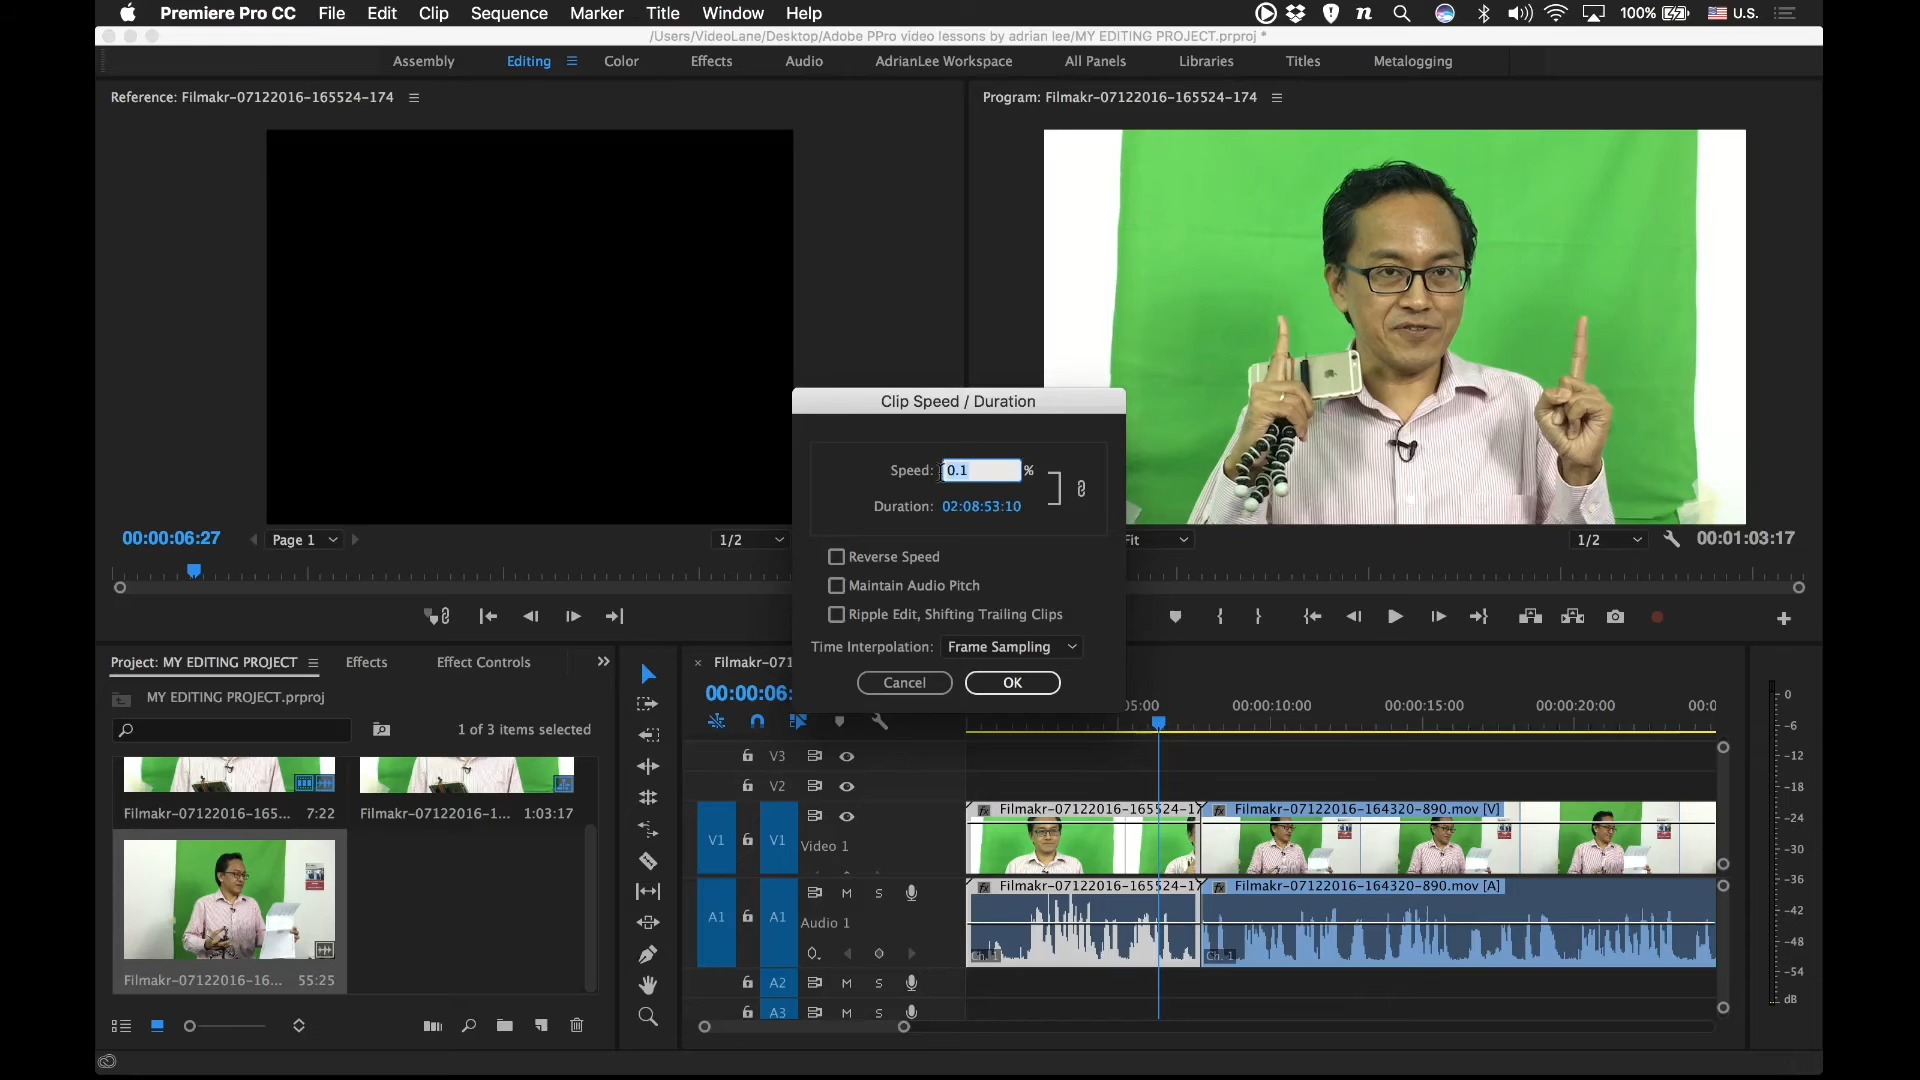 Premiere Pro CC File Edit Clip Sequence Marker Title Window Help 100% U.S.
/Users/VideoLane/Desktop/Adobe PPro video lessons by adrian lee/MY EDITING PROJECT.prproj *
Assembly Editing Color Effects Audio AdrianLee Workspace All Panels Libraries Titles Metalogging
Reference: Filmakr-07122016-165524-174
Program: Filmakr-07122016-165524-174
Clip Speed / Duration
Speed: 0.1 %
Duration: 02:08:53:10
Reverse Speed
Maintain Audio Pitch
Ripple Edit, Shifting Trailing Clips
Time Interpolation: Frame Sampling
Cancel OK
00:00:06:27 Page 1 1/2
Fit 1/2 00:01:03:17
Project: MY EDITING PROJECT Effects Effect Controls
MY EDITING PROJECT.prproj
1 of 3 items selected
Filmakr-07122016-165... 7:22
Filmakr-07122016-1... 1:03:17
Filmakr-07122016-16... 55:25
Filmakr-07
00:00:06:
05:00 00:00:10:00 00:00:15:00 00:00:20:00 00:0
V3
V2
V1 V1 Video 1
Filmakr-07122016-165524-17 Filmakr-07122016-164320-890.mov [V]
A1 A1 M S Audio 1
Filmakr-07122016-165524-17 Filmakr-07122016-164320-890.mov [A]
Ch. 1 Ch. 1
A2 M S
A3 M S
0
-6
-12
-18
-24
-30
-36
-42
-48
-54
dB